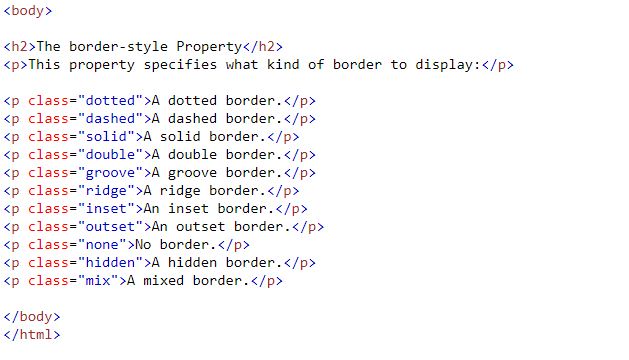 <body>
<h2>The border-style Property</h2>
<p>This property specifies what kind of border to display:</p>
<p class="dotted">A dotted border.</p>
<p class="dashed">A dashed border.</p>
<p class="solid">A solid border.</p>
<p class="double">A double border.</p>
<p class="groove">A groove border.</p>
<p class="ridge">A ridge border.</p>
<p class="inset">An inset border.</p>
<p class="outset">An outset border.</p>
<p class="none">No border.</p>
<p class="hidden">A hidden border.</p>
<p class="mix">A mixed border.</p>
</body>
</html>